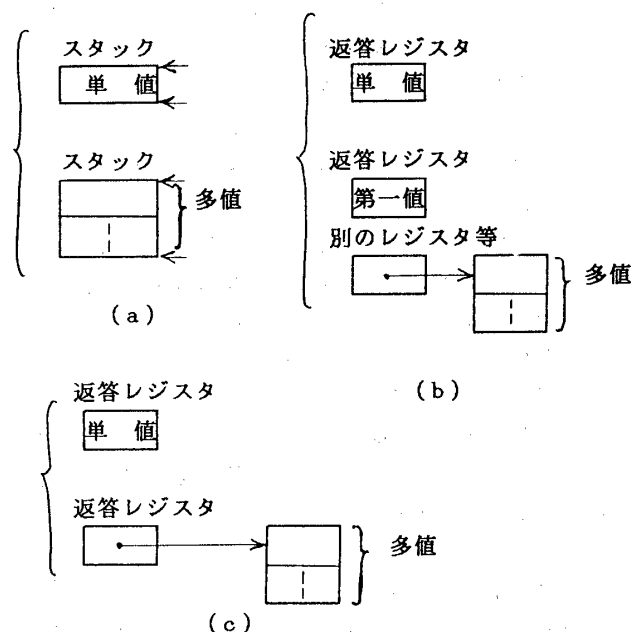 スタック
単 値
スタック
多値
(a)
返答レジスタ
単 値
返答レジスタ
第一値
別のレジスタ等
多値
(b)
返答レジスタ
単 値
返答レジスタ
多値
(c)